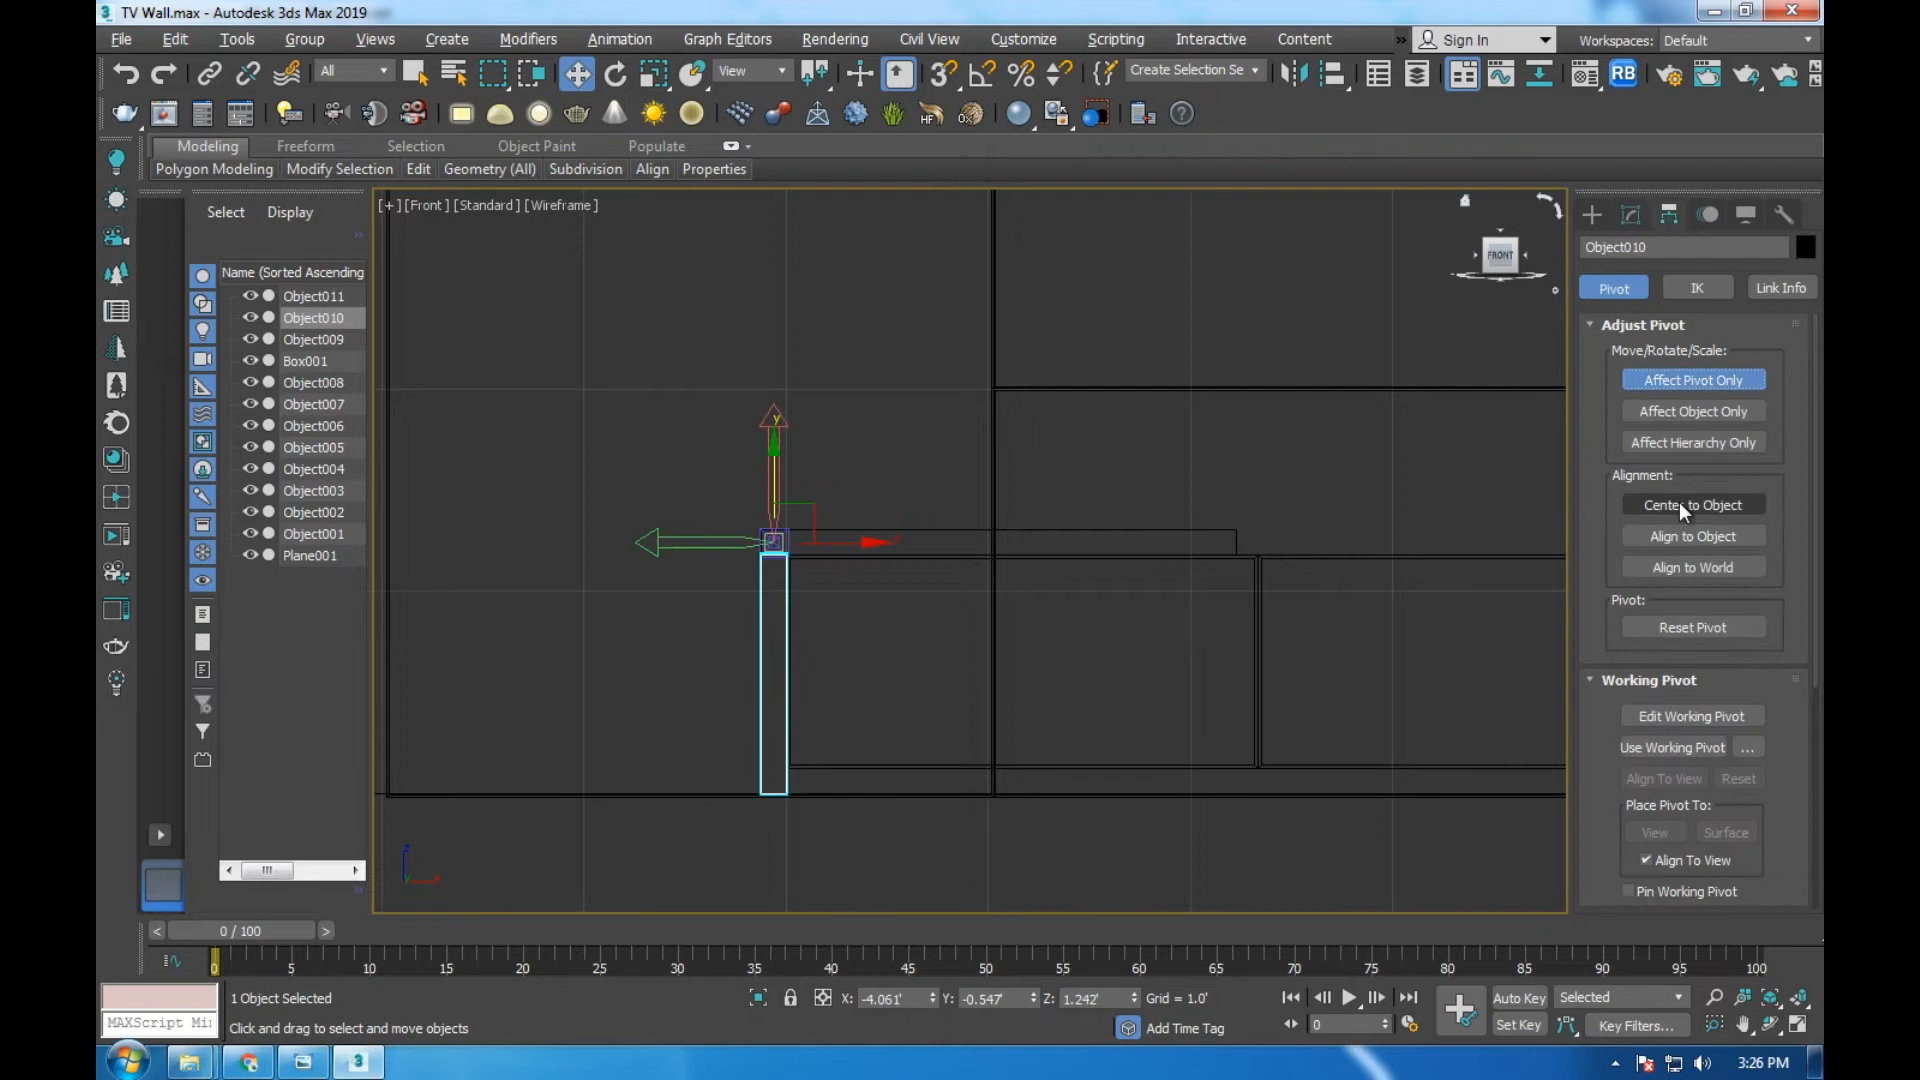 TV Wall.max - Autodesk 3ds Max 2019
File Edit Tools Group Views Create Modifiers Animation Graph Editors Rendering Civil View Customize Scripting Interactive Content » Sign In Workspaces: Default
All View Create Selection Se RB
HF
Modeling Freeform Selection Object Paint Populate
Polygon Modeling Modify Selection Edit Geometry (All) Subdivision Align Properties
Select Display
Name (Sorted Ascending
Object011
Object010
Object009
Box001
Object008
Object007
Object006
Object005
Object004
Object003
Object002
Object001
Plane001
[+] [Front] [Standard] [Wireframe]
FRONT
y
x
z
Object010
Pivot IK Link Info
Adjust Pivot
Move/Rotate/Scale:
Affect Pivot Only
Affect Object Only
Affect Hierarchy Only
Alignment:
Center to Object
Align to Object
Align to World
Pivot:
Reset Pivot
Working Pivot
Edit Working Pivot
Use Working Pivot ...
Align To View Reset
Place Pivot To:
View Surface
Align To View
Pin Working Pivot
< 0 / 100 >
0 5 10 15 20 25 30 35 40 45 50 55 60 65 70 75 80 85 90 95 100
1 Object Selected X: -4.061' Y: -0.547' Z: 1.242' Grid = 1.0' Auto Key Selected
MAXScript Mi: Click and drag to select and move objects Add Time Tag 0 Set Key Key Filters...
3:26 PM